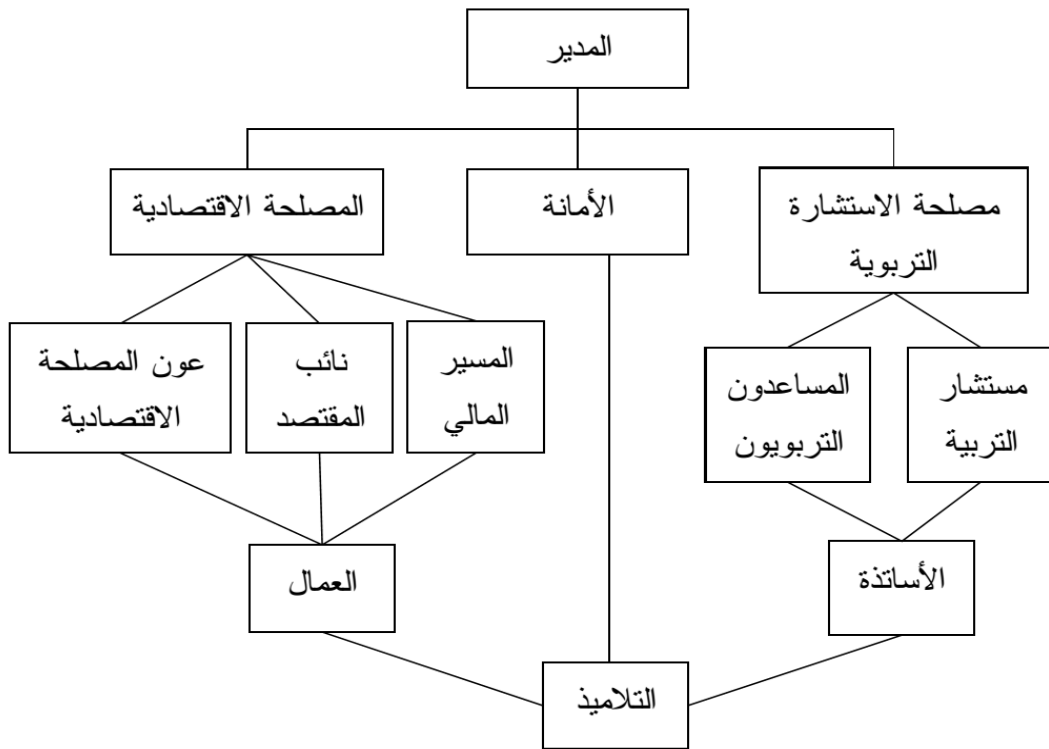 المدير
مصلحة الاستشارة
التربوية
الأمانة
المصلحة الاقتصادية
مستشار
التربية
المساعدون
التربويون
المسير
المالي
نائب
المقتصد
عون المصلحة
الاقتصادية
الأساتذة
العمال
التلاميذ